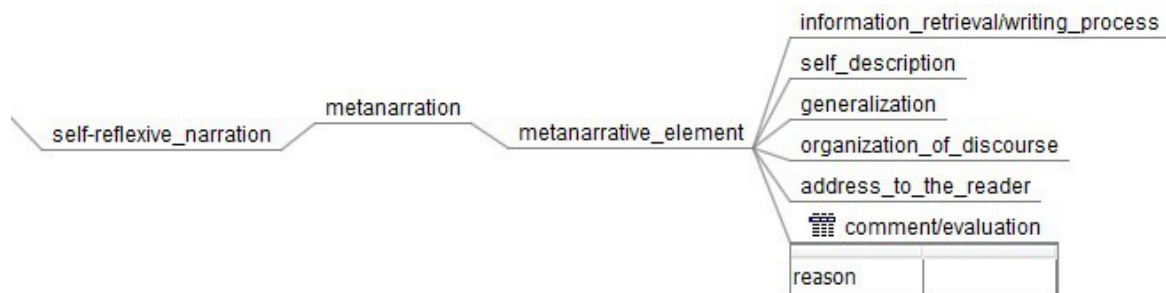 self-reflexive_narration
metanarration
metanarrative_element
information_retrieval/writing_process
self_description
generalization
organization_of_discourse
address_to_the_reader
comment/evaluation
reason